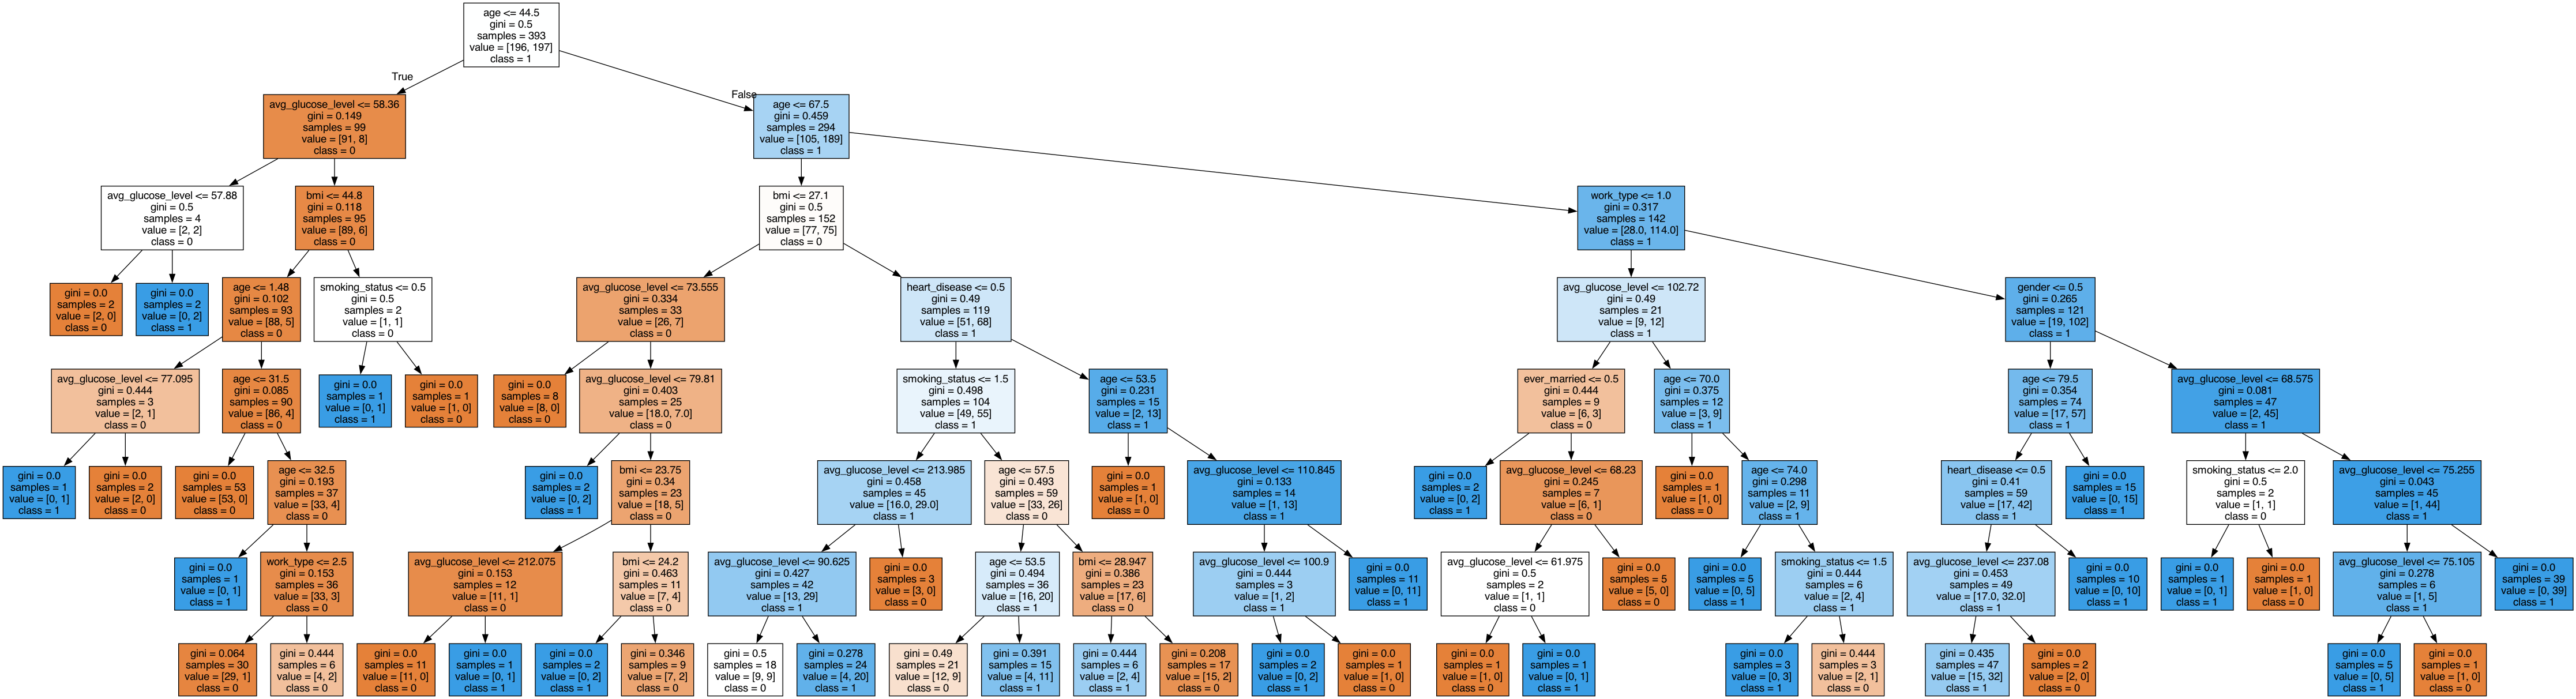 age <= 44.5
gini = 0.5
samples = 393
value = [196, 197]
class = 1
True
False
avg_glucose_level <= 58.36
gini = 0.149
samples = 99
value = [91, 8]
class = 0
age <= 67.5
gini = 0.459
samples = 294
value = [105, 189]
class = 1
avg_glucose_level <= 57.88
gini = 0.5
samples = 4
value = [2, 2]
class = 0
bmi <= 44.8
gini = 0.118
samples = 95
value = [89, 6]
class = 0
bmi <= 27.1
gini = 0.5
samples = 152
value = [77, 75]
class = 0
work_type <= 1.0
gini = 0.317
samples = 142
value = [28.0, 114.0]
class = 1
gini = 0.0
samples = 2
value = [2, 0]
class = 0
gini = 0.0
samples = 2
value = [0, 2]
class = 1
age <= 1.48
gini = 0.102
samples = 93
value = [88, 5]
class = 0
smoking_status <= 0.5
gini = 0.5
samples = 2
value = [1, 1]
class = 0
avg_glucose_level <= 73.555
gini = 0.334
samples = 33
value = [26, 7]
class = 0
heart_disease <= 0.5
gini = 0.49
samples = 119
value = [51, 68]
class = 1
avg_glucose_level <= 102.72
gini = 0.49
samples = 21
value = [9, 12]
class = 1
gender <= 0.5
gini = 0.265
samples = 121
value = [19, 102]
class = 1
avg_glucose_level <= 77.095
gini = 0.444
samples = 3
value = [2, 1]
class = 0
age <= 31.5
gini = 0.085
samples = 90
value = [86, 4]
class = 0
gini = 0.0
samples = 1
value = [0, 1]
class = 1
gini = 0.0
samples = 1
value = [1, 0]
class = 0
gini = 0.0
samples = 8
value = [8, 0]
class = 0
avg_glucose_level <= 79.81
gini = 0.403
samples = 25
value = [18.0, 7.0]
class = 0
smoking_status <= 1.5
gini = 0.498
samples = 104
value = [49, 55]
class = 1
age <= 53.5
gini = 0.231
samples = 15
value = [2, 13]
class = 1
ever_married <= 0.5
gini = 0.444
samples = 9
value = [6, 3]
class = 0
age <= 70.0
gini = 0.375
samples = 12
value = [3, 9]
class = 1
age <= 79.5
gini = 0.354
samples = 74
value = [17, 57]
class = 1
avg_glucose_level <= 68.575
gini = 0.081
samples = 47
value = [2, 45]
class = 1
gini = 0.0
samples = 1
value = [0, 1]
class = 1
gini = 0.0
samples = 2
value = [2, 0]
class = 0
gini = 0.0
samples = 53
value = [53, 0]
class = 0
age <= 32.5
gini = 0.193
samples = 37
value = [33, 4]
class = 0
gini = 0.0
samples = 2
value = [0, 2]
class = 1
bmi <= 23.75
gini = 0.34
samples = 23
value = [18, 5]
class = 0
avg_glucose_level <= 213.985
gini = 0.458
samples = 45
value = [16.0, 29.0]
class = 1
age <= 57.5
gini = 0.493
samples = 59
value = [33, 26]
class = 0
gini = 0.0
samples = 1
value = [1, 0]
class = 0
avg_glucose_level <= 110.845
gini = 0.133
samples = 14
value = [1, 13]
class = 1
gini = 0.0
samples = 2
value = [0, 2]
class = 1
avg_glucose_level <= 68.23
gini = 0.245
samples = 7
value = [6, 1]
class = 0
gini = 0.0
samples = 1
value = [1, 0]
class = 0
age <= 74.0
gini = 0.298
samples = 11
value = [2, 9]
class = 1
heart_disease <= 0.5
gini = 0.41
samples = 59
value = [17, 42]
class = 1
gini = 0.0
samples = 15
value = [0, 15]
class = 1
smoking_status <= 2.0
gini = 0.5
samples = 2
value = [1, 1]
class = 0
avg_glucose_level <= 75.255
gini = 0.043
samples = 45
value = [1, 44]
class = 1
gini = 0.0
samples = 1
value = [0, 1]
class = 1
work_type <= 2.5
gini = 0.153
samples = 36
value = [33, 3]
class = 0
avg_glucose_level <= 212.075
gini = 0.153
samples = 12
value = [11, 1]
class = 0
bmi <= 24.2
gini = 0.463
samples = 11
value = [7, 4]
class = 0
avg_glucose_level <= 90.625
gini = 0.427
samples = 42
value = [13, 29]
class = 1
gini = 0.0
samples = 3
value = [3, 0]
class = 0
age <= 53.5
gini = 0.494
samples = 36
value = [16, 20]
class = 1
bmi <= 28.947
gini = 0.386
samples = 23
value = [17, 6]
class = 0
avg_glucose_level <= 100.9
gini = 0.444
samples = 3
value = [1, 2]
class = 1
gini = 0.0
samples = 11
value = [0, 11]
class = 1
avg_glucose_level <= 61.975
gini = 0.5
samples = 2
value = [1, 1]
class = 0
gini = 0.0
samples = 5
value = [5, 0]
class = 0
gini = 0.0
samples = 5
value = [0, 5]
class = 1
smoking_status <= 1.5
gini = 0.444
samples = 6
value = [2, 4]
class = 1
avg_glucose_level <= 237.08
gini = 0.453
samples = 49
value = [17.0, 32.0]
class = 1
gini = 0.0
samples = 10
value = [0, 10]
class = 1
gini = 0.0
samples = 1
value = [0, 1]
class = 1
gini = 0.0
samples = 1
value = [1, 0]
class = 0
avg_glucose_level <= 75.105
gini = 0.278
samples = 6
value = [1, 5]
class = 1
gini = 0.0
samples = 39
value = [0, 39]
class = 1
gini = 0.064
samples = 30
value = [29, 1]
class = 0
gini = 0.444
samples = 6
value = [4, 2]
class = 0
gini = 0.0
samples = 11
value = [11, 0]
class = 0
gini = 0.0
samples = 1
value = [0, 1]
class = 1
gini = 0.0
samples = 2
value = [0, 2]
class = 1
gini = 0.346
samples = 9
value = [7, 2]
class = 0
gini = 0.5
samples = 18
value = [9, 9]
class = 0
gini = 0.278
samples = 24
value = [4, 20]
class = 1
gini = 0.49
samples = 21
value = [12, 9]
class = 0
gini = 0.391
samples = 15
value = [4, 11]
class = 1
gini = 0.444
samples = 6
value = [2, 4]
class = 1
gini = 0.208
samples = 17
value = [15, 2]
class = 0
gini = 0.0
samples = 2
value = [0, 2]
class = 1
gini = 0.0
samples = 1
value = [1, 0]
class = 0
gini = 0.0
samples = 1
value = [1, 0]
class = 0
gini = 0.0
samples = 1
value = [0, 1]
class = 1
gini = 0.0
samples = 3
value = [0, 3]
class = 1
gini = 0.444
samples = 3
value = [2, 1]
class = 0
gini = 0.435
samples = 47
value = [15, 32]
class = 1
gini = 0.0
samples = 2
value = [2, 0]
class = 0
gini = 0.0
samples = 5
value = [0, 5]
class = 1
gini = 0.0
samples = 1
value = [1, 0]
class = 0